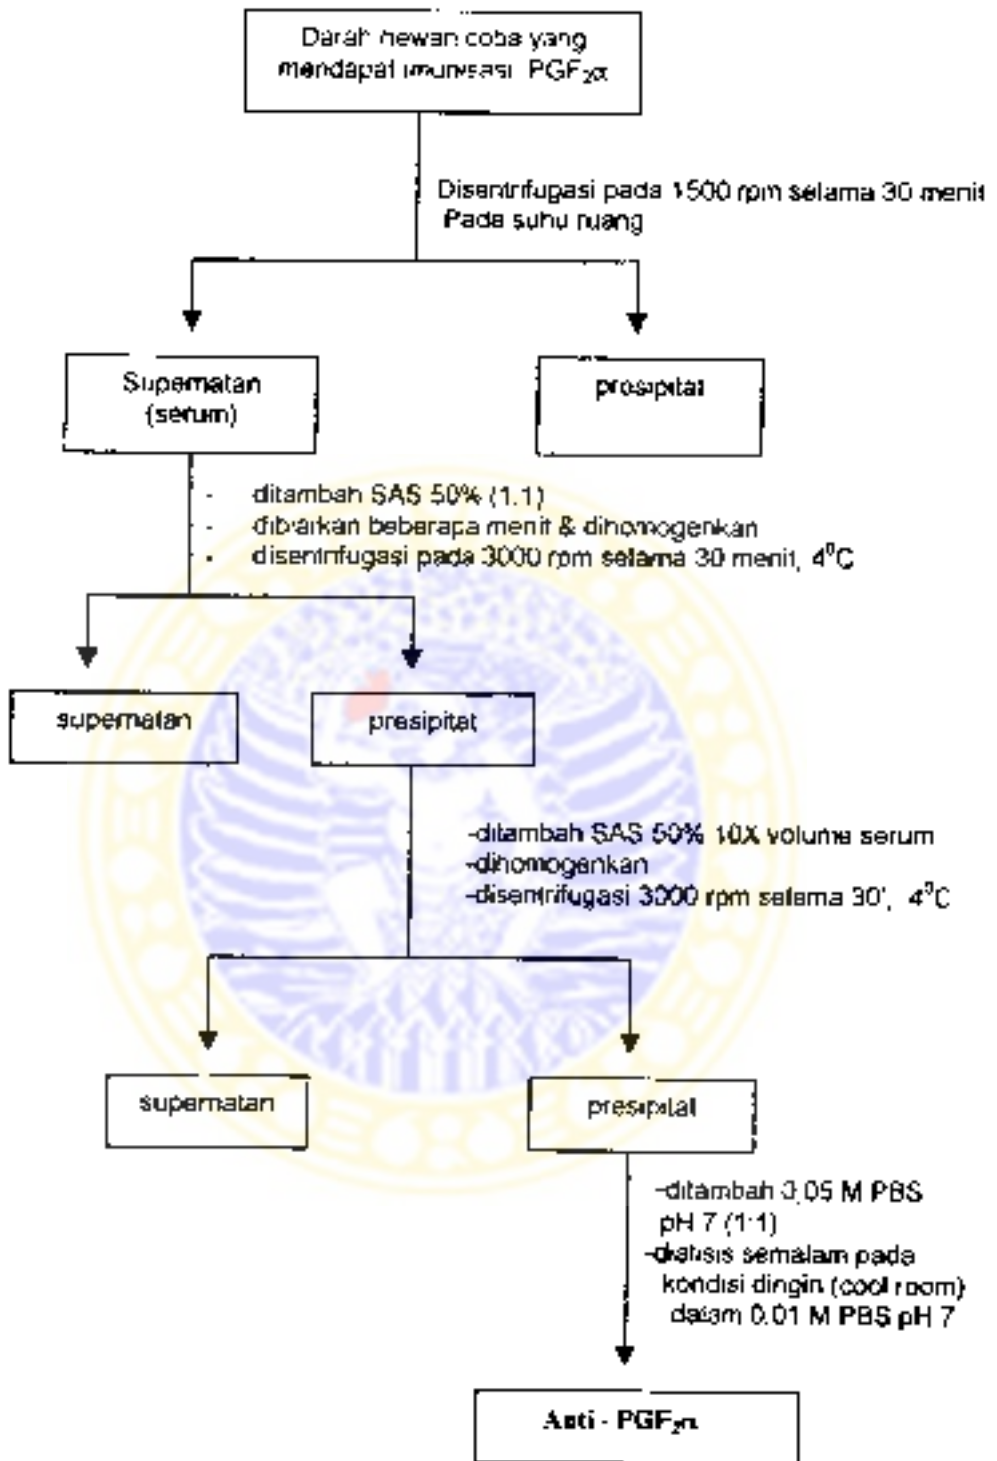 Darah hewan coba yang
mendapat imunisasi PGF₂α
Disentrifugasi pada 1500 rpm selama 30 menit
Pada suhu ruang
Supernatan
(serum)
presipitat
- ditambah SAS 50% (1:1)
- dibiarkan beberapa menit & dihomogenkan
- disentrifugasi pada 3000 rpm selama 30 menit, 4⁰C
supernatan
presipitat
-ditambah SAS 50% 10X volume serum
-dihomogenkan
-disentrifugasi 3000 rpm selama 30', 4⁰C
supernatan
presipitat
-ditambah 0,05 M PBS
pH 7 (1:1)
-dialisis semalam pada
kondisi dingin (cool room)
dalam 0.01 M PBS pH 7
Anti - PGF₂α